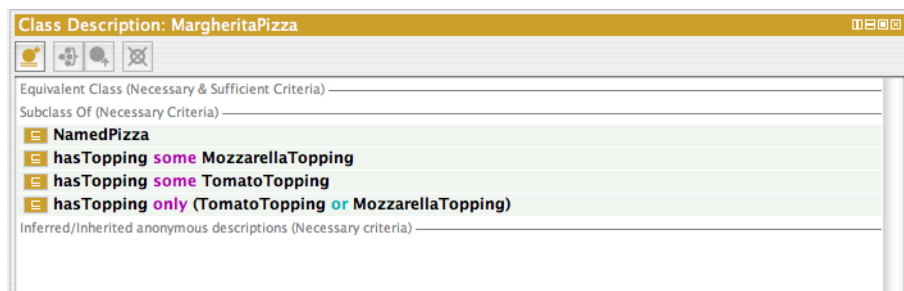 Class Description: MargheritaPizza
Equivalent Class (Necessary & Sufficient Criteria)
Subclass Of (Necessary Criteria)
NamedPizza
hasTopping some MozzarellaTopping
hasTopping some TomatoTopping
hasTopping only (TomatoTopping or MozzarellaTopping)
Inferred/Inherited anonymous descriptions (Necessary criteria)